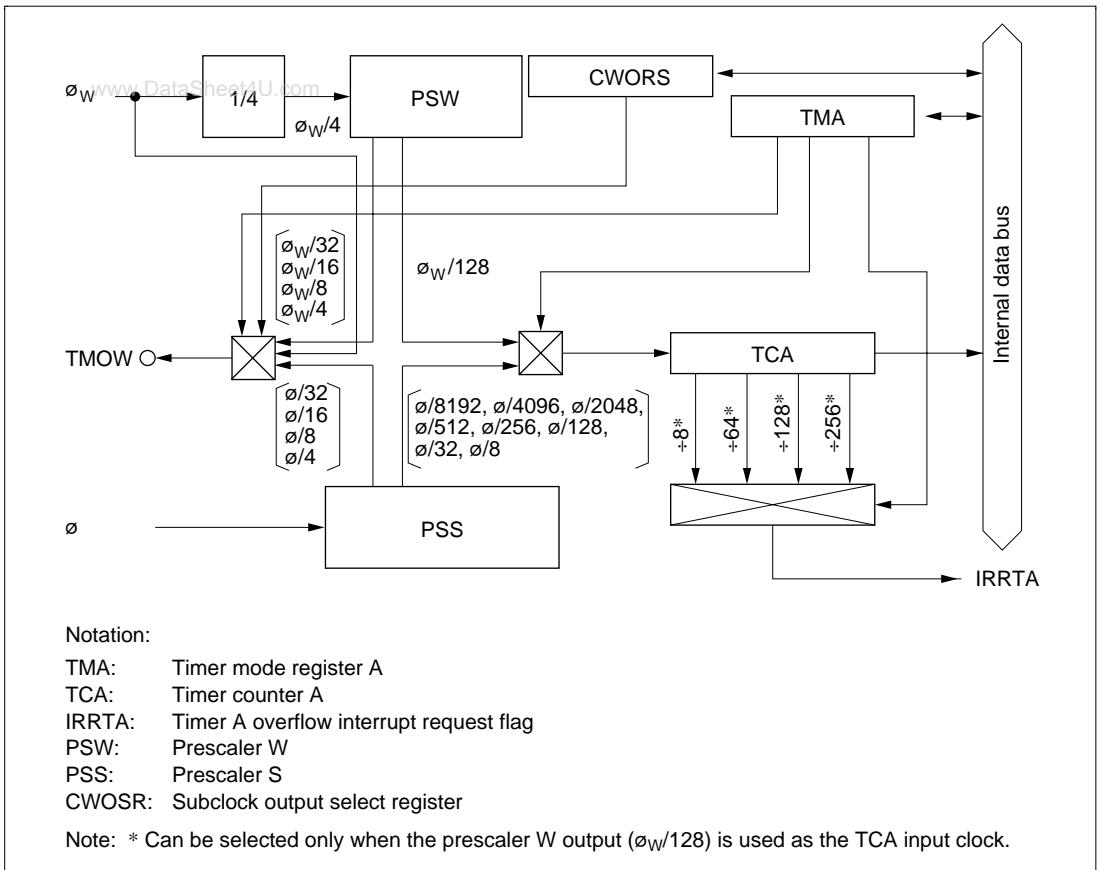 www.DataSheet4U.com
øW
1/4
øW/4
PSW
CWORS
TMA
Internal data bus
øW/32
øW/16
øW/8
øW/4
øW/128
TMOW
TCA
ø/32
ø/16
ø/8
ø/4
ø/8192, ø/4096, ø/2048,
ø/512, ø/256, ø/128,
ø/32, ø/8
÷8*
÷64*
÷128*
÷256*
ø
PSS
IRRTA
Notation:
TMA: Timer mode register A
TCA: Timer counter A
IRRTA: Timer A overflow interrupt request flag
PSW: Prescaler W
PSS: Prescaler S
CWOSR: Subclock output select register
Note: * Can be selected only when the prescaler W output (øW/128) is used as the TCA input clock.